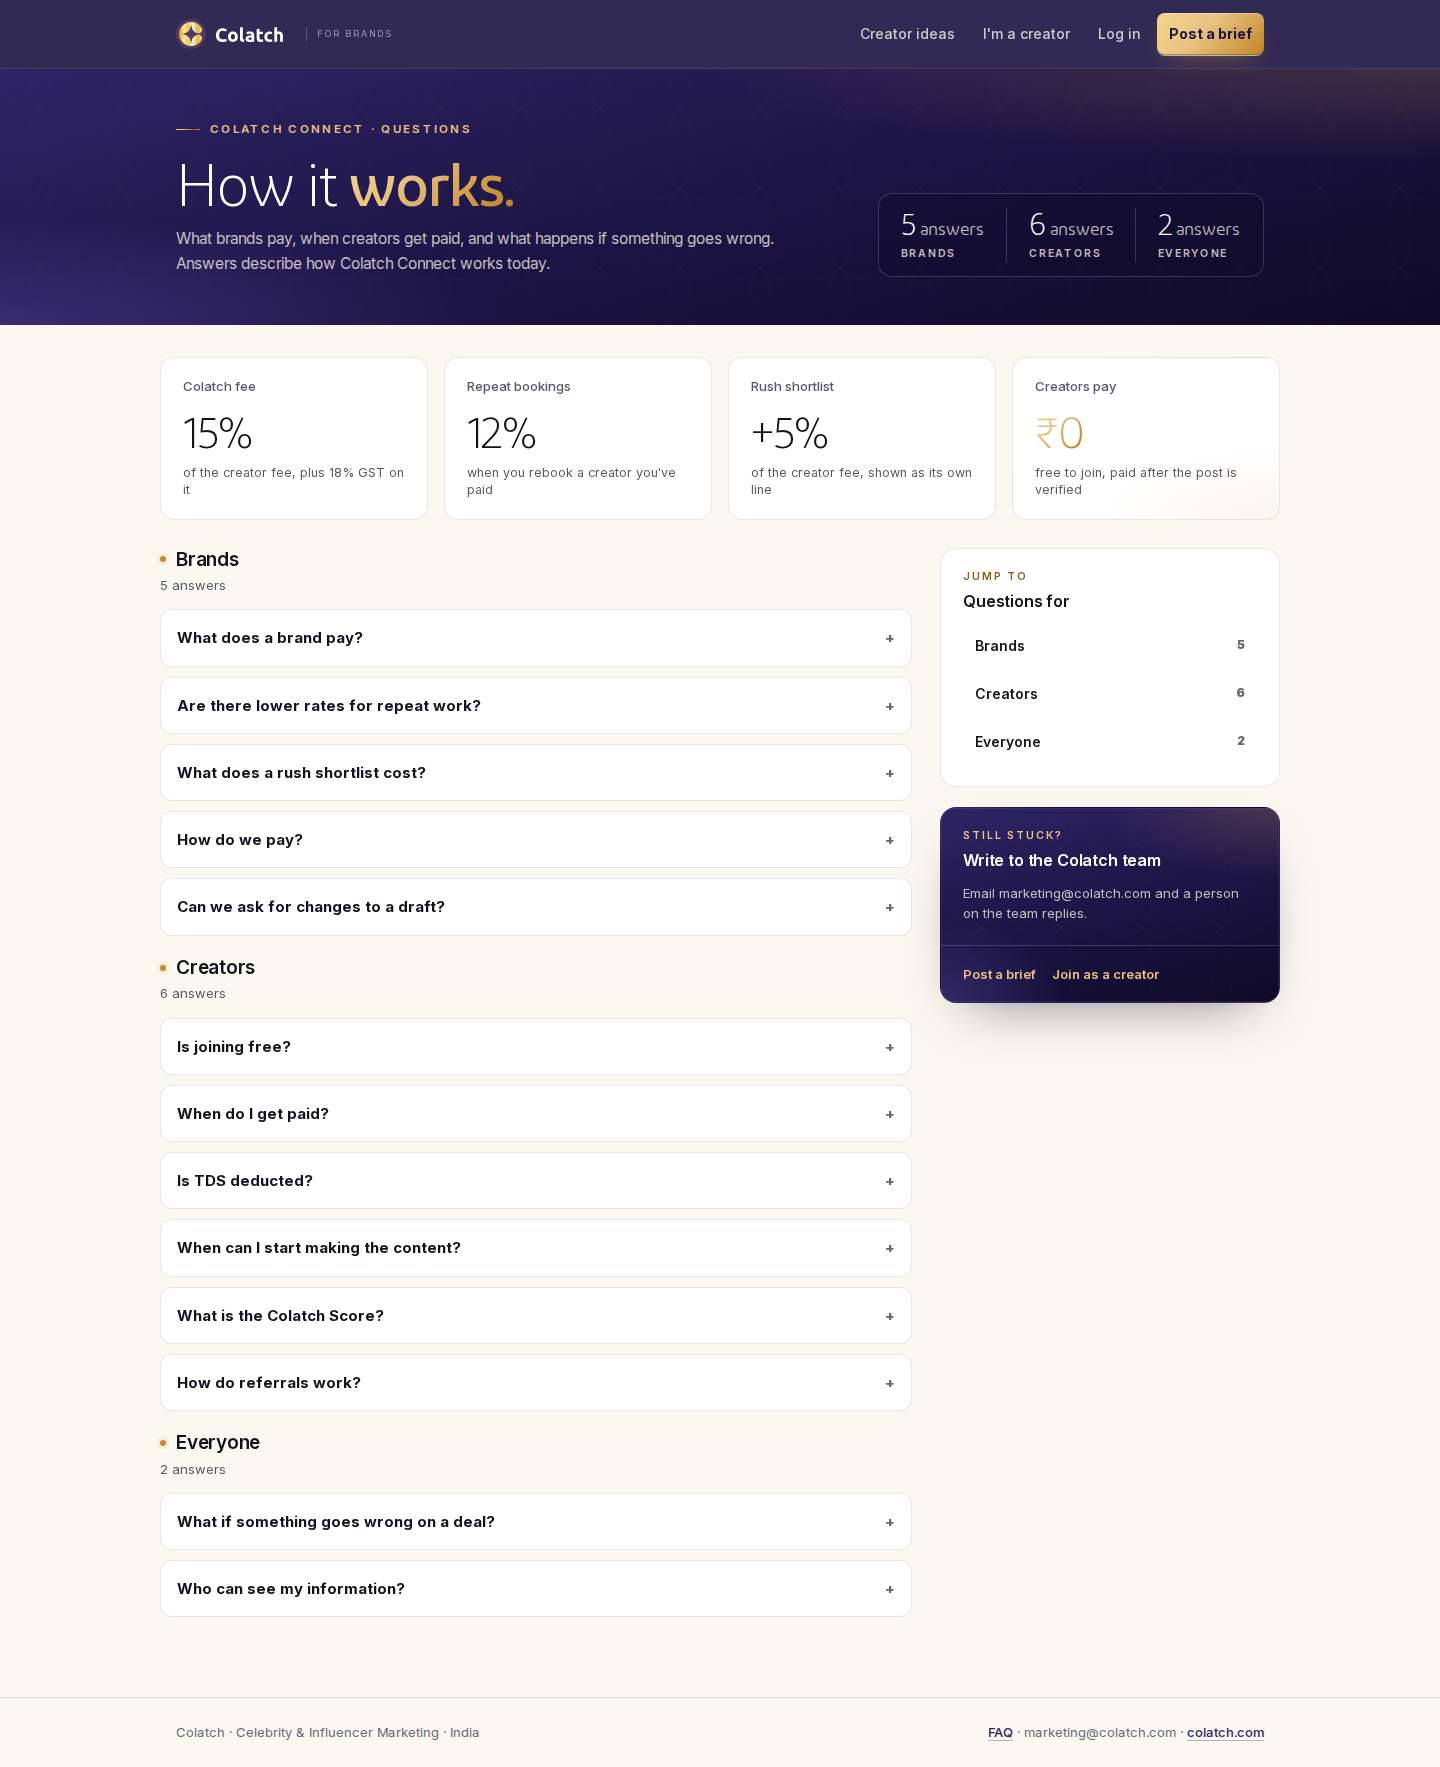 Colatch
FOR BRANDS
Creator ideas
I'm a creator
Log in
Post a brief
COLATCH CONNECT · QUESTIONS
How it works.
What brands pay, when creators get paid, and what happens if something goes wrong.
Answers describe how Colatch Connect works today.
5 answers
BRANDS
6 answers
CREATORS
2 answers
EVERYONE
Colatch fee
15%
of the creator fee, plus 18% GST on
it
Repeat bookings
12%
when you rebook a creator you've
paid
Rush shortlist
+5%
of the creator fee, shown as its own
line
Creators pay
₹0
free to join, paid after the post is
verified
Brands
5 answers
What does a brand pay? +
Are there lower rates for repeat work? +
What does a rush shortlist cost? +
How do we pay? +
Can we ask for changes to a draft? +
Creators
6 answers
Is joining free? +
When do I get paid? +
Is TDS deducted? +
When can I start making the content? +
What is the Colatch Score? +
How do referrals work? +
Everyone
2 answers
What if something goes wrong on a deal? +
Who can see my information? +
JUMP TO
Questions for
Brands 5
Creators 6
Everyone 2
STILL STUCK?
Write to the Colatch team
Email marketing@colatch.com and a person
on the team replies.
Post a brief
Join as a creator
Colatch · Celebrity & Influencer Marketing · India
FAQ · marketing@colatch.com · colatch.com